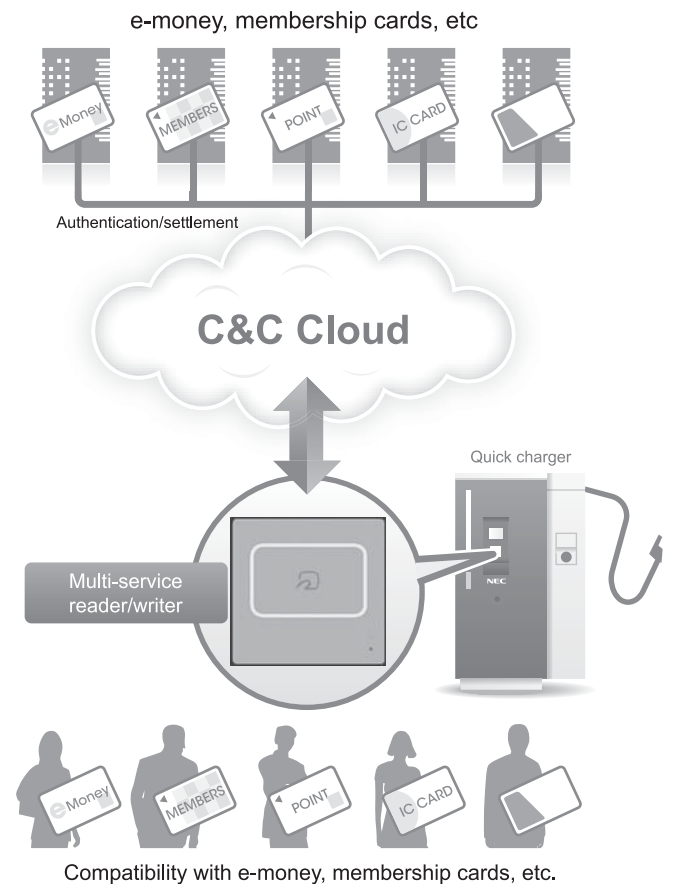 e-money, membership cards, etc
e Money
MEMBERS
POINT
IC CARD
Authentication/settlement
C&C Cloud
Quick charger
NEC
Multi-service
reader/writer
e Money
MEMBERS
POINT
IC CARD
Compatibility with e-money, membership cards, etc.